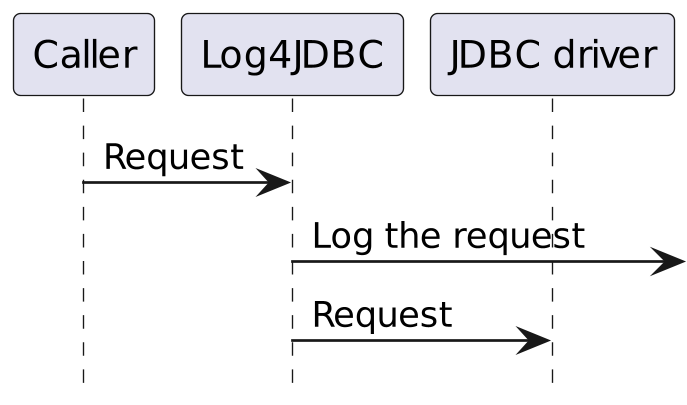 Caller
Log4JDBC
JDBC driver
Request
Log the request
Request